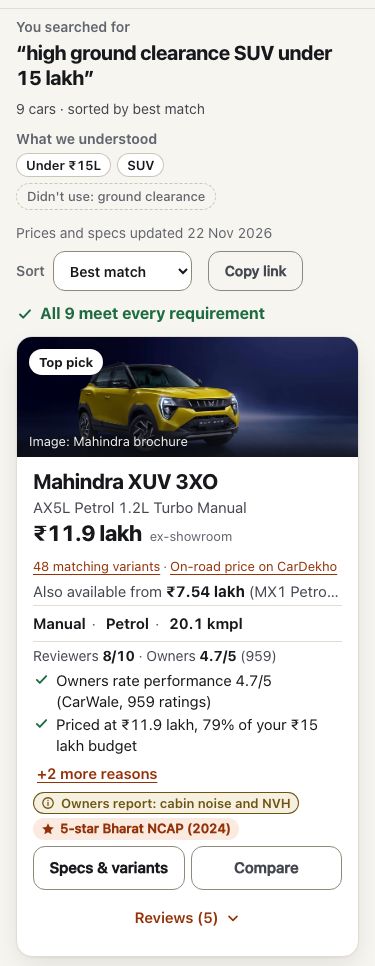 You searched for
“high ground clearance SUV under
15 lakh”
9 cars · sorted by best match
What we understood
Under ₹15L SUV
Didn't use: ground clearance
Prices and specs updated 22 Nov 2026
Sort Best match Copy link
All 9 meet every requirement
Top pick
Image: Mahindra brochure
Mahindra XUV 3XO
AX5L Petrol 1.2L Turbo Manual
₹11.9 lakh ex-showroom
48 matching variants · On-road price on CarDekho
Also available from ₹7.54 lakh (MX1 Petro…
Manual · Petrol · 20.1 kmpl
Reviewers 8/10 · Owners 4.7/5 (959)
Owners rate performance 4.7/5
(CarWale, 959 ratings)
Priced at ₹11.9 lakh, 79% of your ₹15
lakh budget
+2 more reasons
Owners report: cabin noise and NVH
5-star Bharat NCAP (2024)
Specs & variants Compare
Reviews (5)